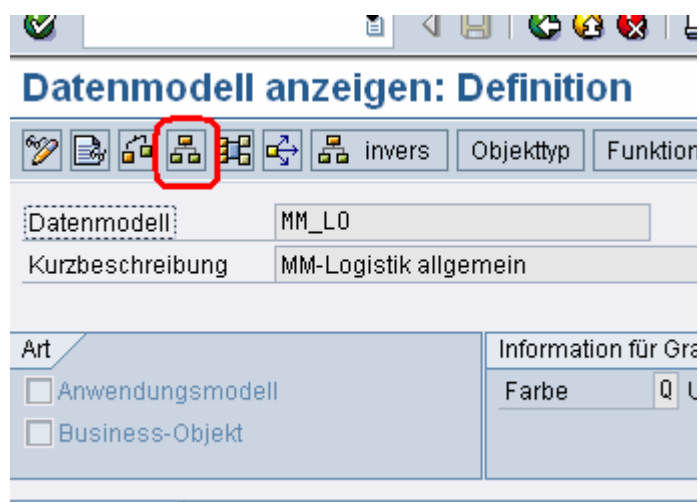 Datenmodell anzeigen: Definition
invers Objekttyp Funktion
Datenmodell MM_LO
Kurzbeschreibung MM-Logistik allgemein
Art Information für Gra
Anwendungsmodell Farbe Q U
Business-Objekt